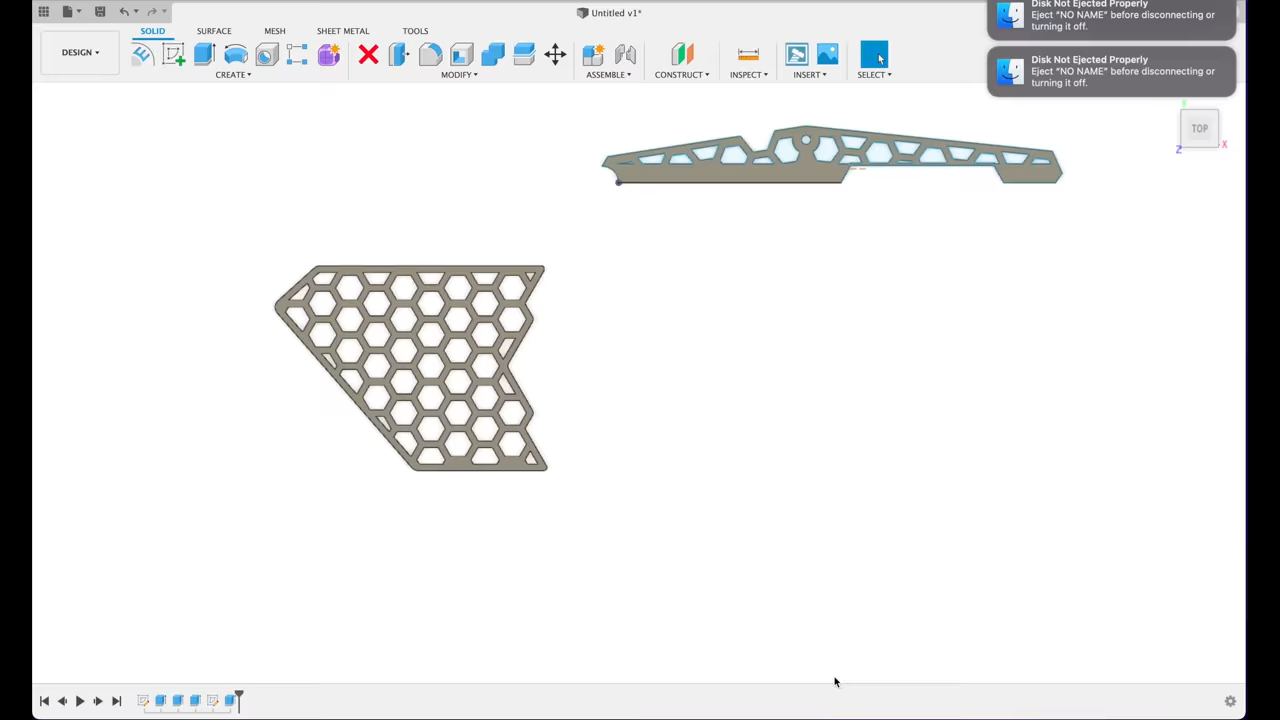 Untitled v1*
Disk Not Ejected Properly
Eject "NO NAME" before disconnecting or
turning it off.
SOLID
SURFACE
MESH
SHEET METAL
TOOLS
DESIGN
CREATE
MODIFY
ASSEMBLE
CONSTRUCT
INSPECT
INSERT
SELECT
Disk Not Ejected Properly
Eject "NO NAME" before disconnecting or
turning it off.
TOP
X
Z